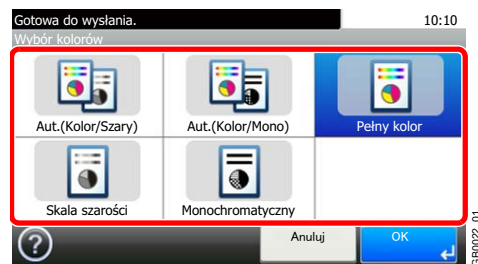 Gotowa do wysłania. 10:10
Wybór kolorów
Aut.(Kolor/Szary) Aut.(Kolor/Mono) Pełny kolor
Skala szarości Monochromatyczny
? Anuluj OK
GB0022_01